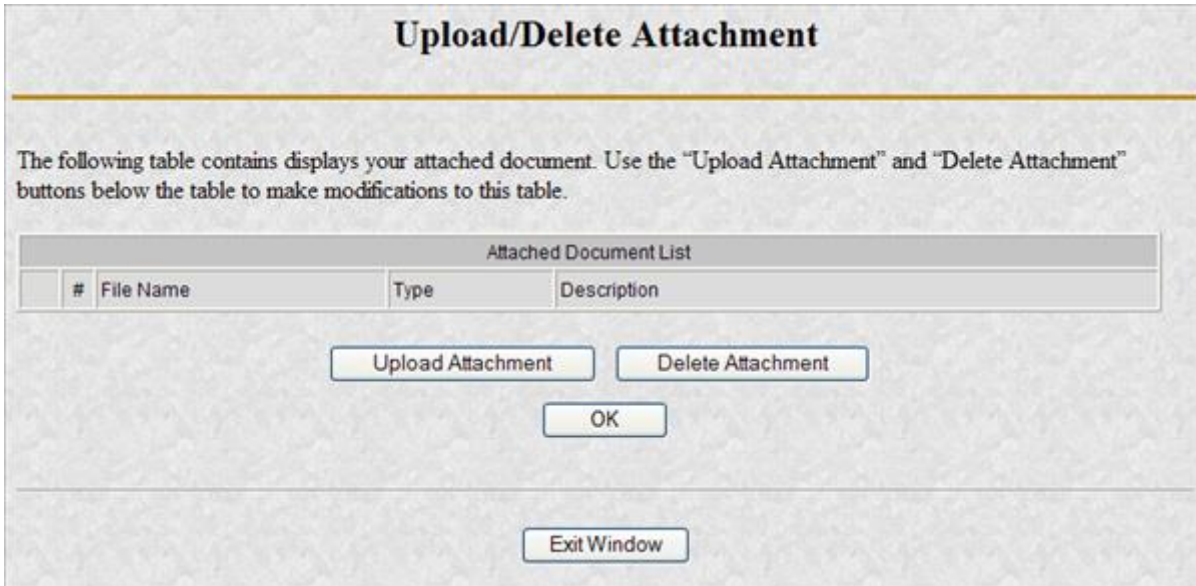 Upload/Delete Attachment
The following table contains displays your attached document. Use the “Upload Attachment” and “Delete Attachment”
buttons below the table to make modifications to this table.
Attached Document List
# File Name Type Description
Upload Attachment Delete Attachment
OK
Exit Window